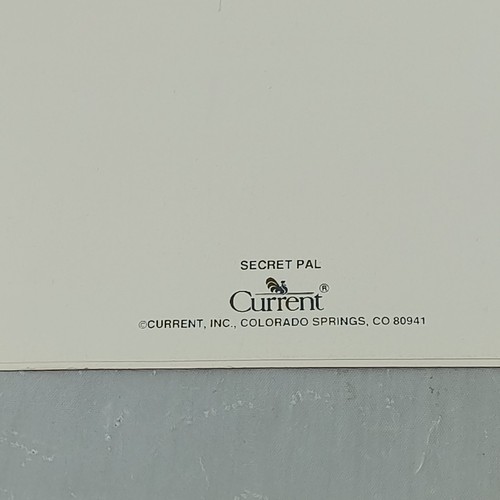 SECRET PAL
Current®
©CURRENT, INC., COLORADO SPRINGS, CO 80941